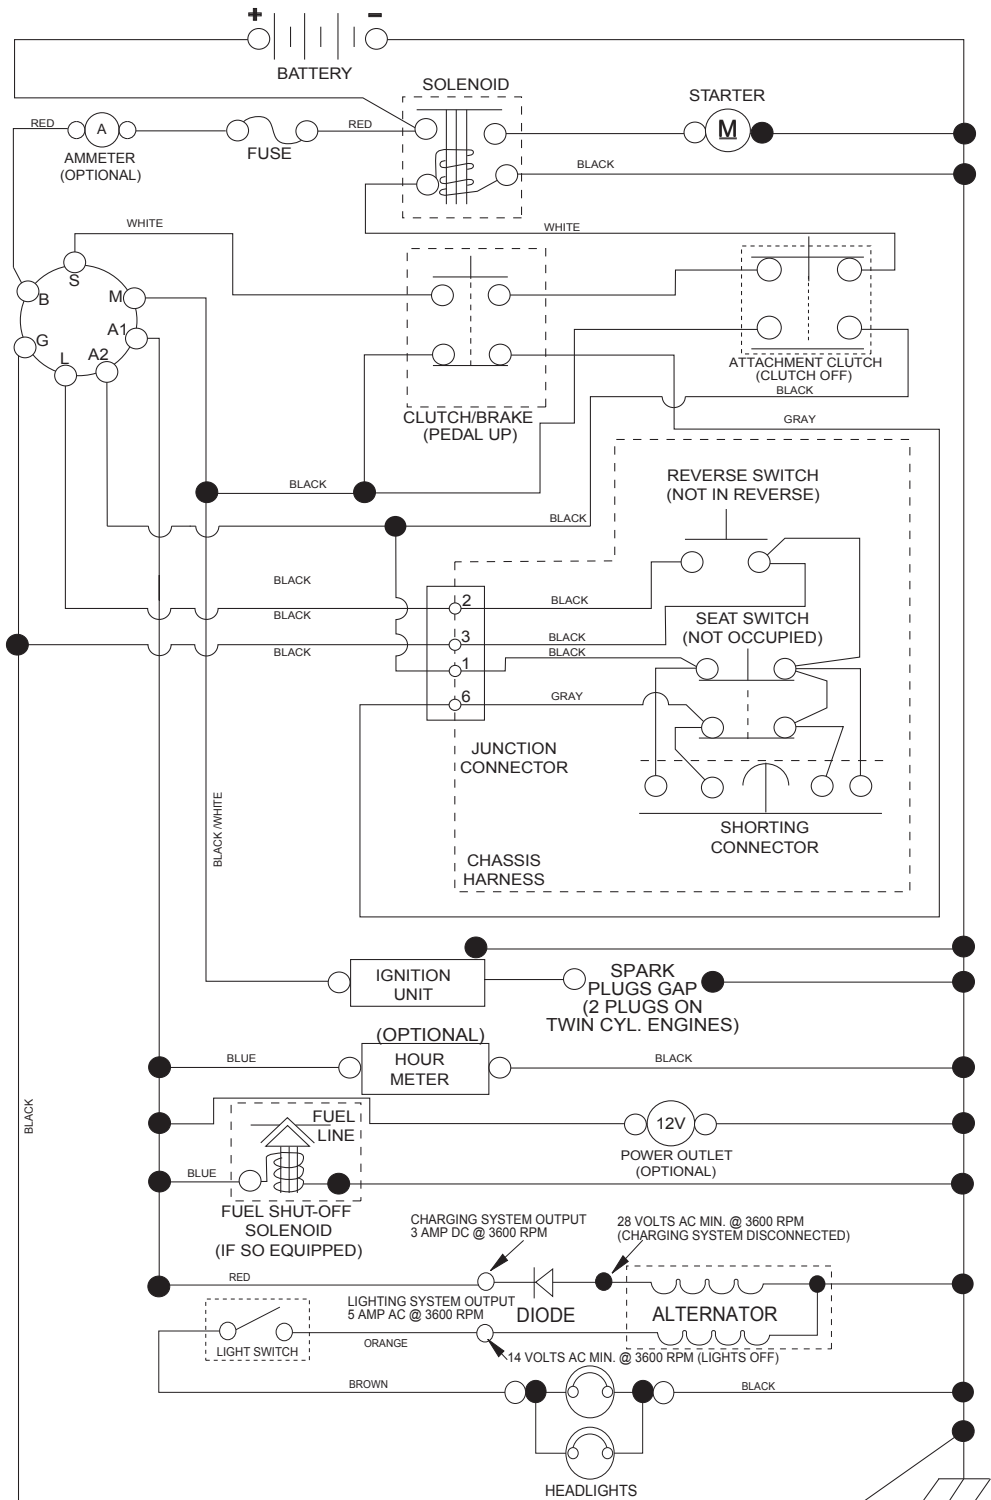 + –
BATTERY
SOLENOID
STARTER
RED
A
RED
M
AMMETER
(OPTIONAL)
FUSE
BLACK
WHITE
WHITE
S
B
M
G
A1
L
A2
ATTACHMENT CLUTCH
(CLUTCH OFF)
BLACK
CLUTCH/BRAKE
(PEDAL UP)
GRAY
BLACK
REVERSE SWITCH
(NOT IN REVERSE)
BLACK
BLACK
2
BLACK
BLACK
SEAT SWITCH
(NOT OCCUPIED)
3
BLACK
BLACK
BLACK
1
6
GRAY
JUNCTION
CONNECTOR
BLACK /WHITE
SHORTING
CONNECTOR
CHASSIS
HARNESS
IGNITION
UNIT
SPARK
PLUGS GAP
(2 PLUGS ON
TWIN CYL. ENGINES)
(OPTIONAL)
BLUE
HOUR
METER
BLACK
BLACK
FUEL
LINE
12V
POWER OUTLET
(OPTIONAL)
BLUE
FUEL SHUT-OFF
SOLENOID
(IF SO EQUIPPED)
CHARGING SYSTEM OUTPUT
3 AMP DC @ 3600 RPM
28 VOLTS AC MIN. @ 3600 RPM
(CHARGING SYSTEM DISCONNECTED)
RED
LIGHTING SYSTEM OUTPUT
5 AMP AC @ 3600 RPM
DIODE
ALTERNATOR
LIGHT SWITCH
ORANGE
14 VOLTS AC MIN. @ 3600 RPM (LIGHTS OFF)
BROWN
BLACK
HEADLIGHTS